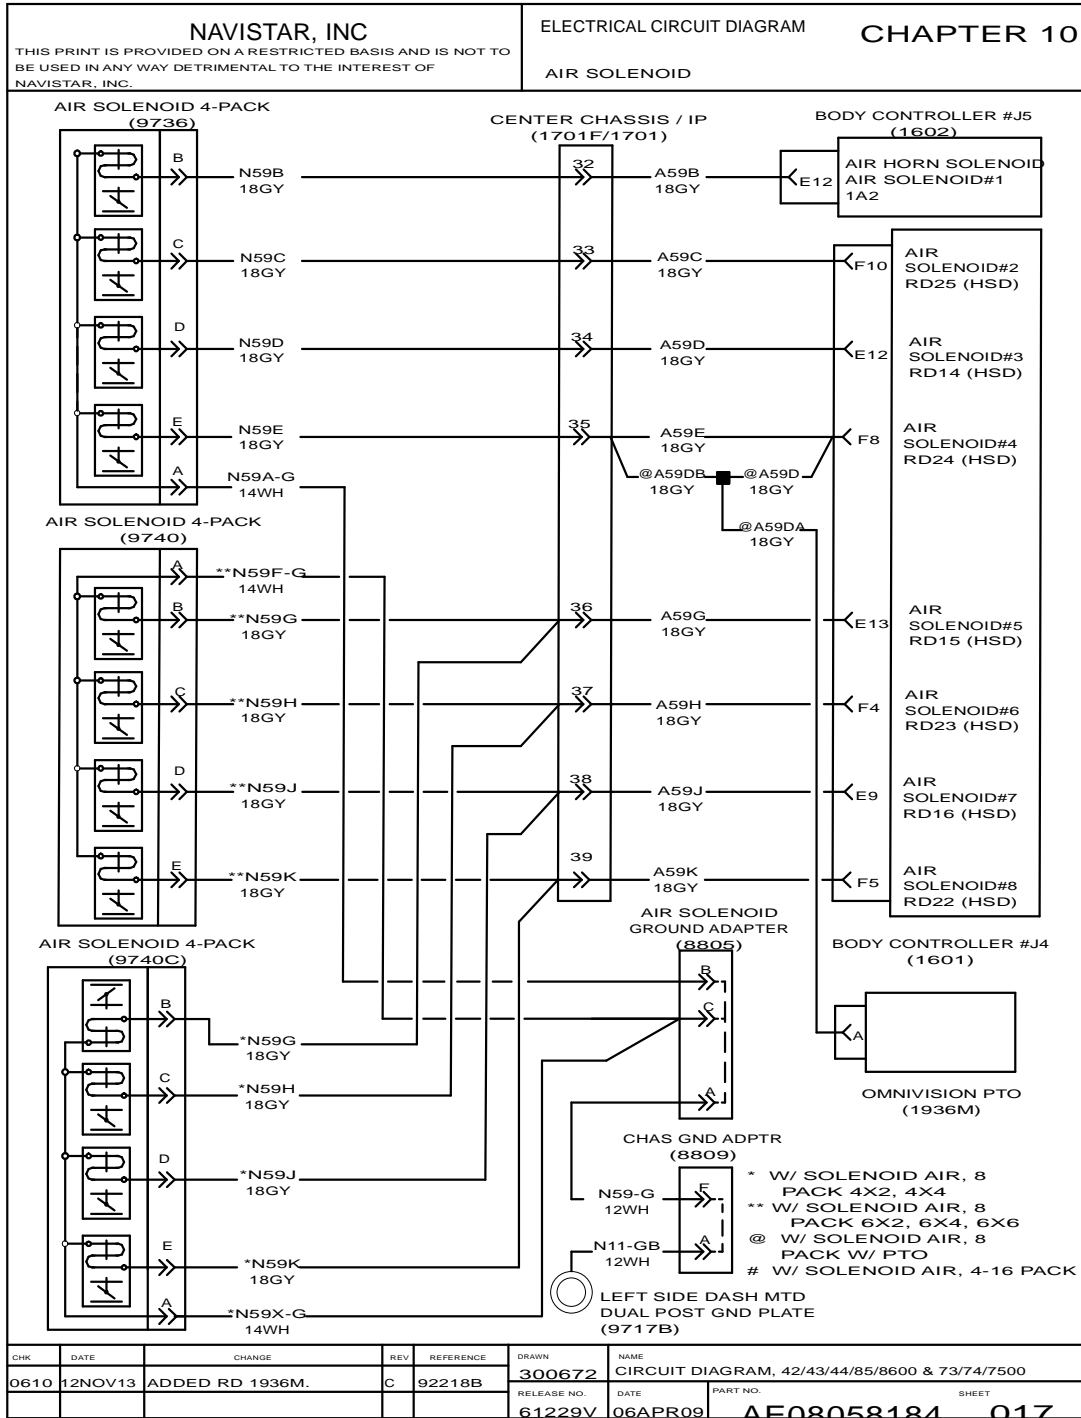 NAVISTAR, INC
THIS PRINT IS PROVIDED ON A RESTRICTED BASIS AND IS NOT TO
BE USED IN ANY WAY DETRIMENTAL TO THE INTEREST OF
NAVISTAR, INC.
ELECTRICAL CIRCUIT DIAGRAM
CHAPTER 10
AIR SOLENOID
AIR SOLENOID 4-PACK
(9736)
CENTER CHASSIS / IP
(1701F/1701)
BODY CONTROLLER #J5
(1602)
B
N59B
18GY
32
A59B
18GY
E12
AIR HORN SOLENOID
AIR SOLENOID#1
1A2
C
N59C
18GY
33
A59C
18GY
F10
AIR
SOLENOID#2
RD25 (HSD)
D
N59D
18GY
34
A59D
18GY
E12
AIR
SOLENOID#3
RD14 (HSD)
E
N59E
18GY
35
A59E
18GY
F8
AIR
SOLENOID#4
RD24 (HSD)
A
N59A-G
14WH
@A59DB
18GY
@A59D
18GY
@A59DA
18GY
AIR SOLENOID 4-PACK
(9740)
A
**N59F-G
14WH
B
**N59G
18GY
36
A59G
18GY
E13
AIR
SOLENOID#5
RD15 (HSD)
C
**N59H
18GY
37
A59H
18GY
F4
AIR
SOLENOID#6
RD23 (HSD)
D
**N59J
18GY
38
A59J
18GY
E9
AIR
SOLENOID#7
RD16 (HSD)
E
**N59K
18GY
39
A59K
18GY
F5
AIR
SOLENOID#8
RD22 (HSD)
AIR SOLENOID
GROUND ADAPTER
(8805)
BODY CONTROLLER #J4
(1601)
AIR SOLENOID 4-PACK
(9740C)
B
C
A
B
*N59G
18GY
C
*N59H
18GY
D
*N59J
18GY
E
*N59K
18GY
A
*N59X-G
14WH
A
OMNIVISION PTO
(1936M)
CHAS GND ADPTR
(8809)
N59-G
12WH
F
N11-GB
12WH
A
LEFT SIDE DASH MTD
DUAL POST GND PLATE
(9717B)
* W/ SOLENOID AIR, 8
PACK 4X2, 4X4
** W/ SOLENOID AIR, 8
PACK 6X2, 6X4, 6X6
@ W/ SOLENOID AIR, 8
PACK W/ PTO
# W/ SOLENOID AIR, 4-16 PACK
CHK DATE CHANGE REV REFERENCE
0610 12NOV13 ADDED RD 1936M. C 92218B
DRAWN
300672
NAME
CIRCUIT DIAGRAM, 42/43/44/85/8600 & 73/74/7500
RELEASE NO.
61229V
DATE
06APR09
PART NO.
AE08058184
SHEET
017